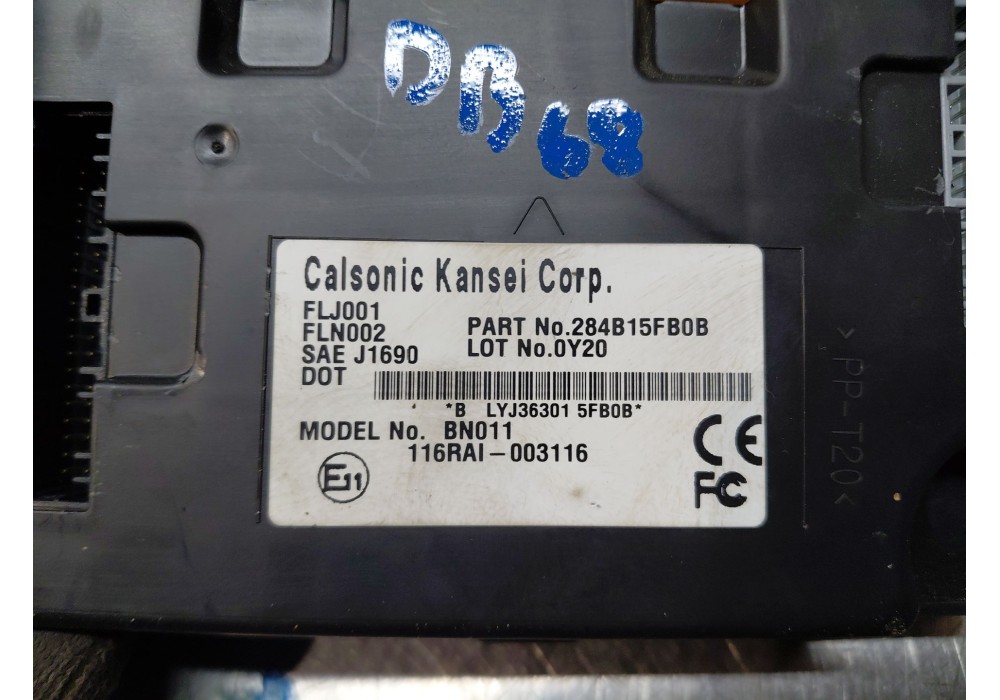 DB68
Calsonic Kansei Corp.
FLJ001
FLN002
SAE J1690
DOT
PART No.284B15FB0B
LOT No.0Y20
*B LYJ36301 5FB0B*
MODEL No. BN011
116RAI-003116
E11
CE
FC
>PP-T20<